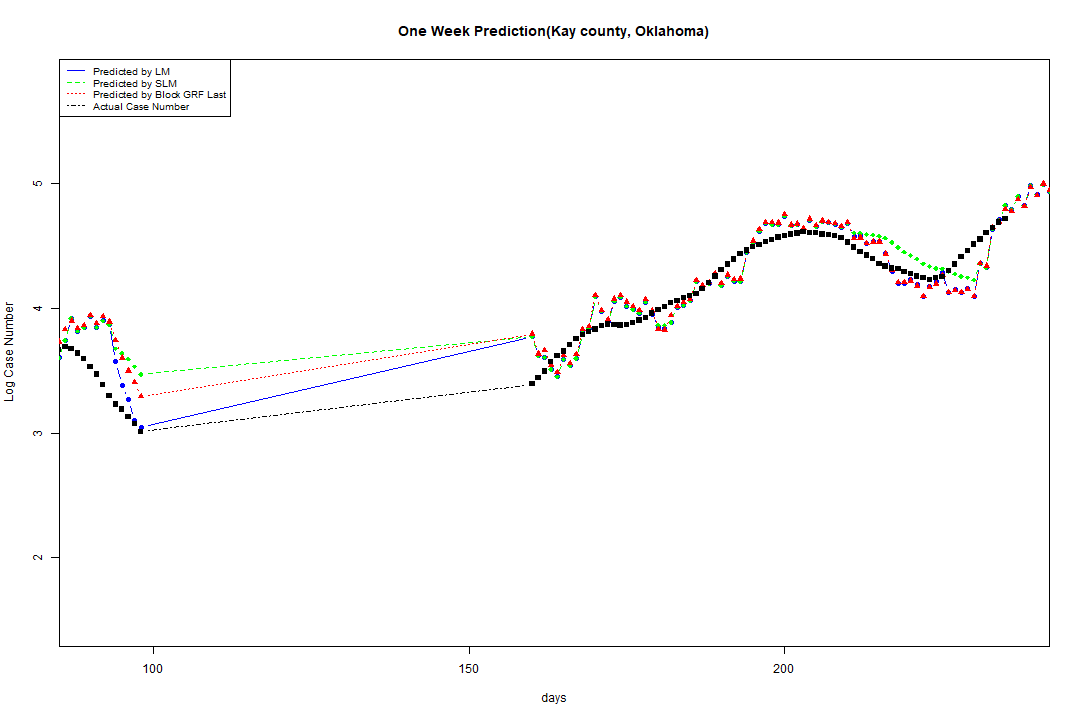 One Week Prediction(Kay county, Oklahoma)
Predicted by LM
Predicted by SLM
Predicted by Block GRF Last
Actual Case Number
Log Case Number
5
4
3
2
100
150
200
days